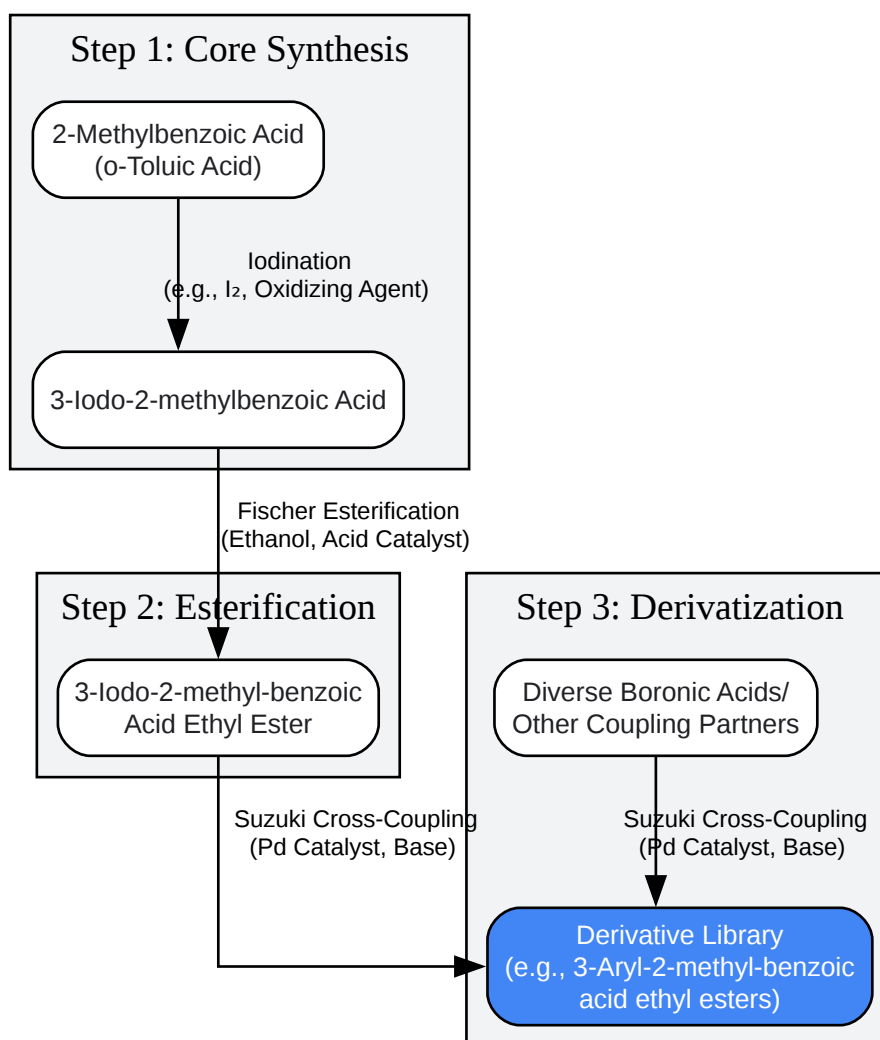 Step 1: Core Synthesis
2-Methylbenzoic Acid
(o-Toluic Acid)
Iodination
(e.g., I₂, Oxidizing Agent)
3-Iodo-2-methylbenzoic Acid
Fischer Esterification
(Ethanol, Acid Catalyst)
Step 2: Esterification
3-Iodo-2-methyl-benzoic
Acid Ethyl Ester
Suzuki Cross-Coupling
(Pd Catalyst, Base)
Step 3: Derivatization
Diverse Boronic Acids/
Other Coupling Partners
Suzuki Cross-Coupling
(Pd Catalyst, Base)
Derivative Library
(e.g., 3-Aryl-2-methyl-benzoic
acid ethyl esters)